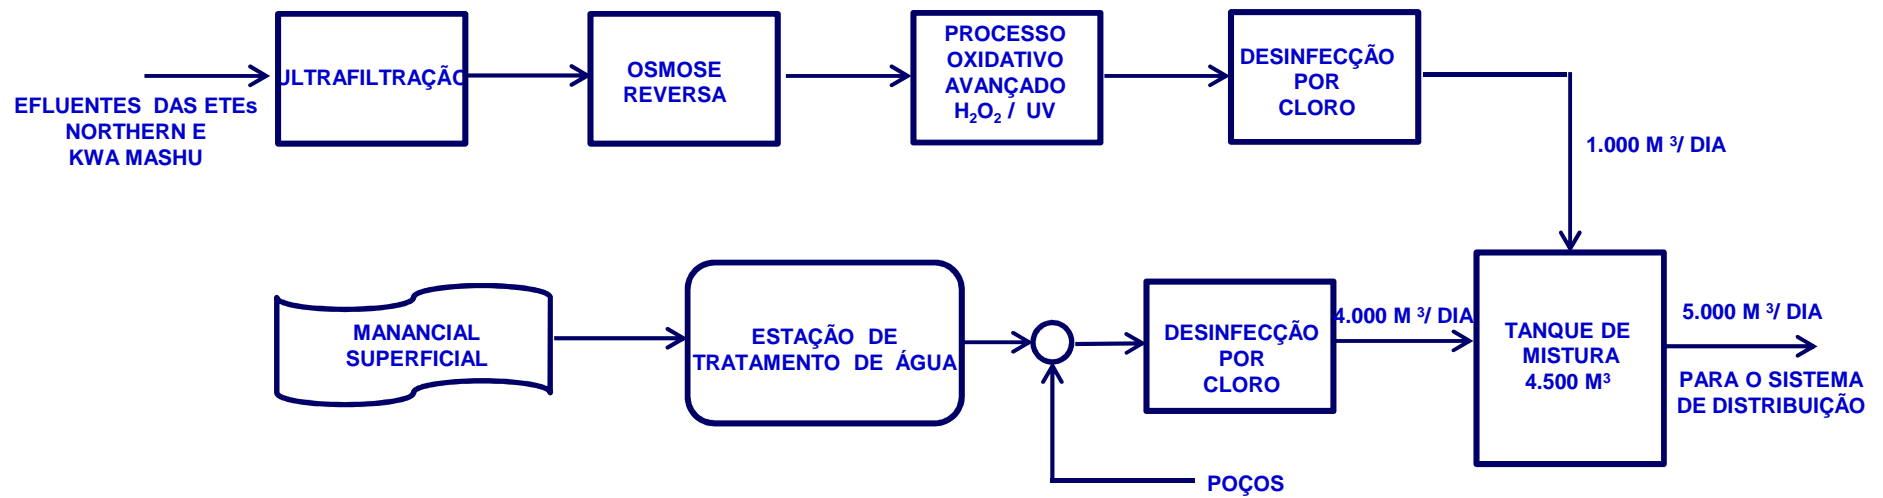 EFLUENTES DAS ETEs
NORTHERN E
KWA MASHU
ULTRAFILTRAÇÃO
OSMOSE
REVERSA
PROCESSO
OXIDATIVO
AVANÇADO
H₂O₂ / UV
DESINFECÇÃO
POR
CLORO
1.000 M ³/ DIA
MANANCIAL
SUPERFICIAL
ESTAÇÃO DE
TRATAMENTO DE ÁGUA
POÇOS
DESINFECÇÃO
POR
CLORO
4.000 M ³/ DIA
TANQUE DE
MISTURA
4.500 M³
5.000 M ³/ DIA
PARA O SISTEMA
DE DISTRIBUIÇÃO